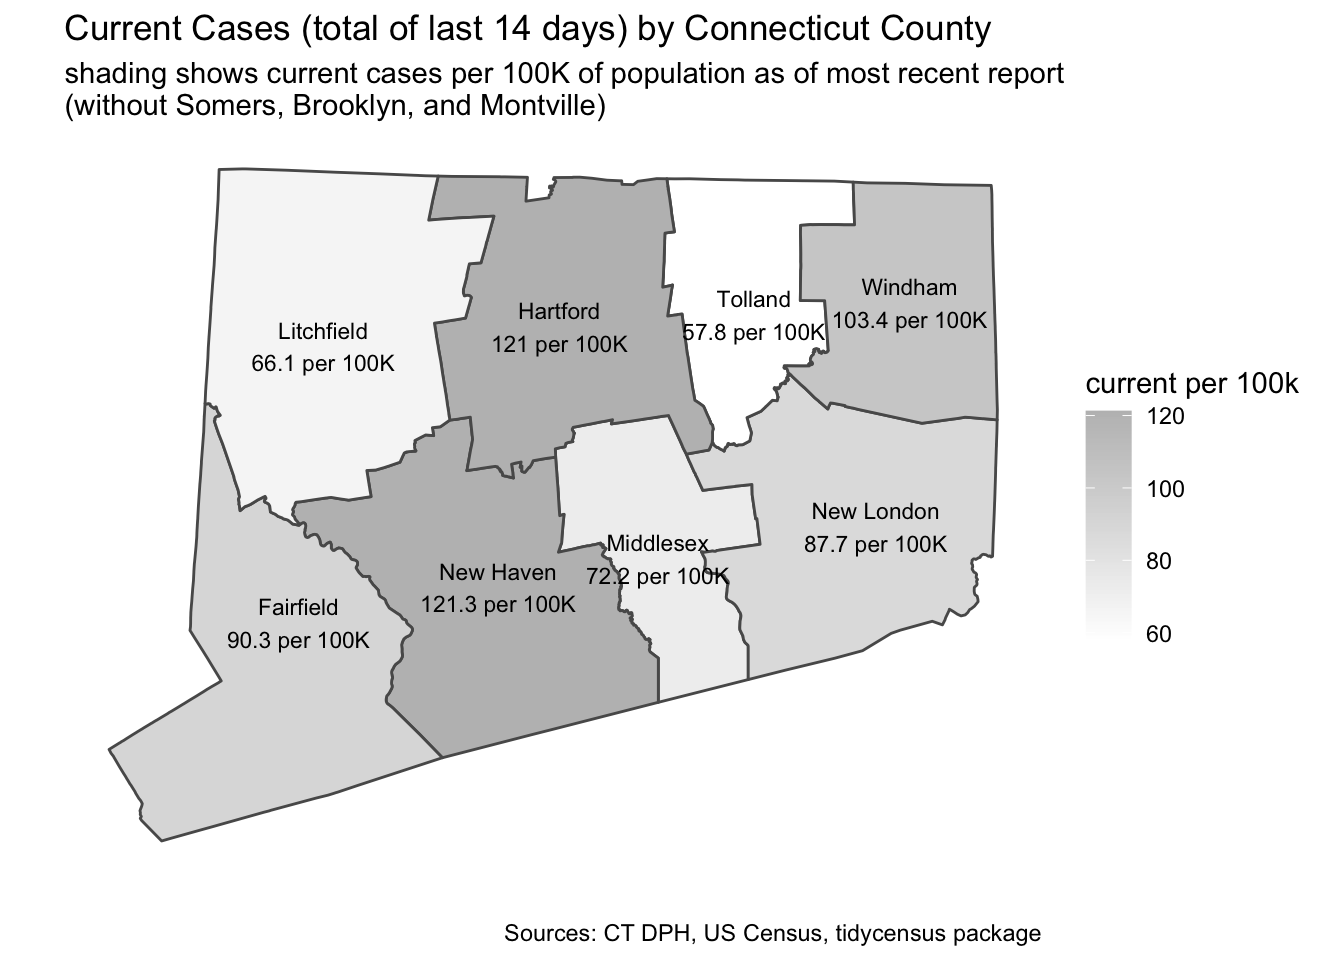 Current Cases (total of last 14 days) by Connecticut County
shading shows current cases per 100K of population as of most recent report
(without Somers, Brooklyn, and Montville)
Litchfield
66.1 per 100K
Hartford
121 per 100K
Tolland
57.8 per 100K
Windham
103.4 per 100K
Fairfield
90.3 per 100K
New Haven
121.3 per 100K
Middlesex
72.2 per 100K
New London
87.7 per 100K
current per 100k
120
100
80
60
Sources: CT DPH, US Census, tidycensus package